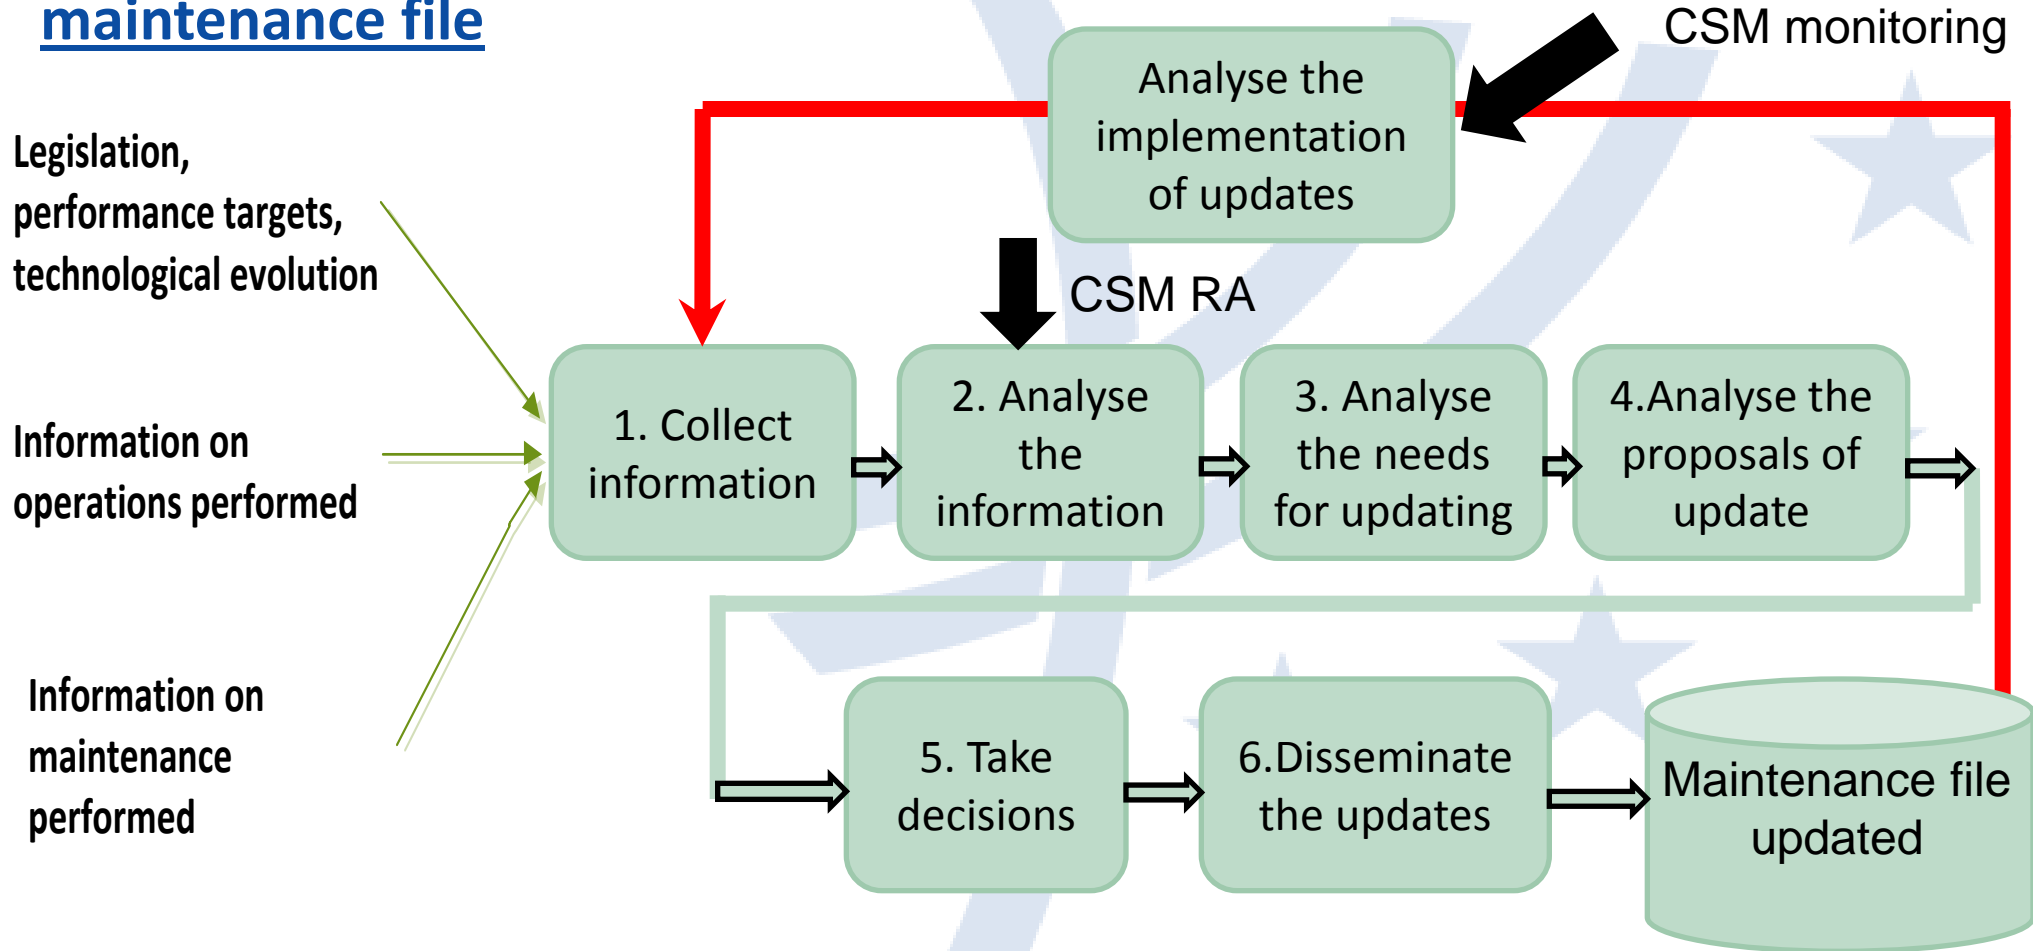 maintenance file
CSM monitoring
Analyse the
implementation
of updates
Legislation,
performance targets,
technological evolution
CSM RA
Information on
operations performed
1. Collect
information
2. Analyse
the
information
3. Analyse
the needs
for updating
4.Analyse the
proposals of
update
Information on
maintenance
performed
5. Take
decisions
6.Disseminate
the updates
Maintenance file
updated